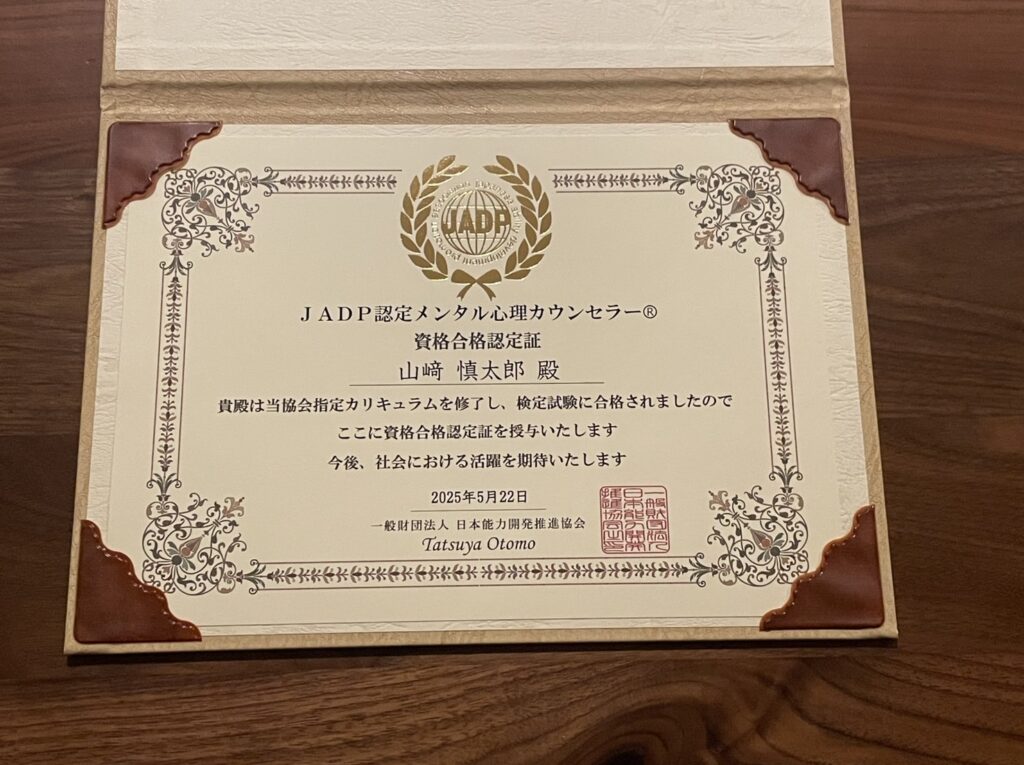 JADP
ＪＡＤＰ認定メンタル心理カウンセラー®
資格合格認定証
山﨑 慎太郎 殿
貴殿は当協会指定カリキュラムを修了し、検定試験に合格されましたので
ここに資格合格認定証を授与いたします
今後、社会における活躍を期待いたします
2025年5月22日
一般財団法人 日本能力開発推進協会
Tatsuya Otomo